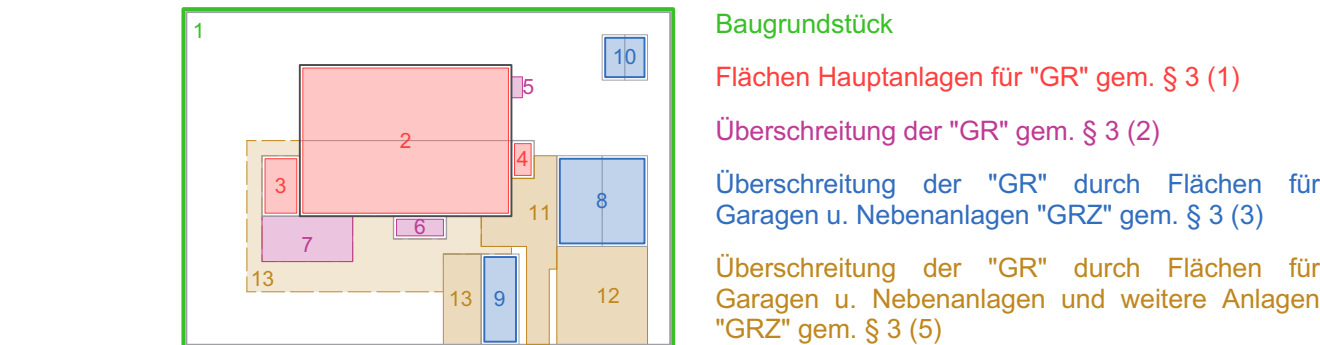 1
10
5
2
4
3
8
11
6
7
13
13
9
12
Baugrundstück
Flächen Hauptanlagen für "GR" gem. § 3 (1)
Überschreitung der "GR" gem. § 3 (2)
Überschreitung der "GR" durch Flächen für
Garagen u. Nebenanlagen "GRZ" gem. § 3 (3)
Überschreitung der "GR" durch Flächen für
Garagen u. Nebenanlagen und weitere Anlagen
"GRZ" gem. § 3 (5)